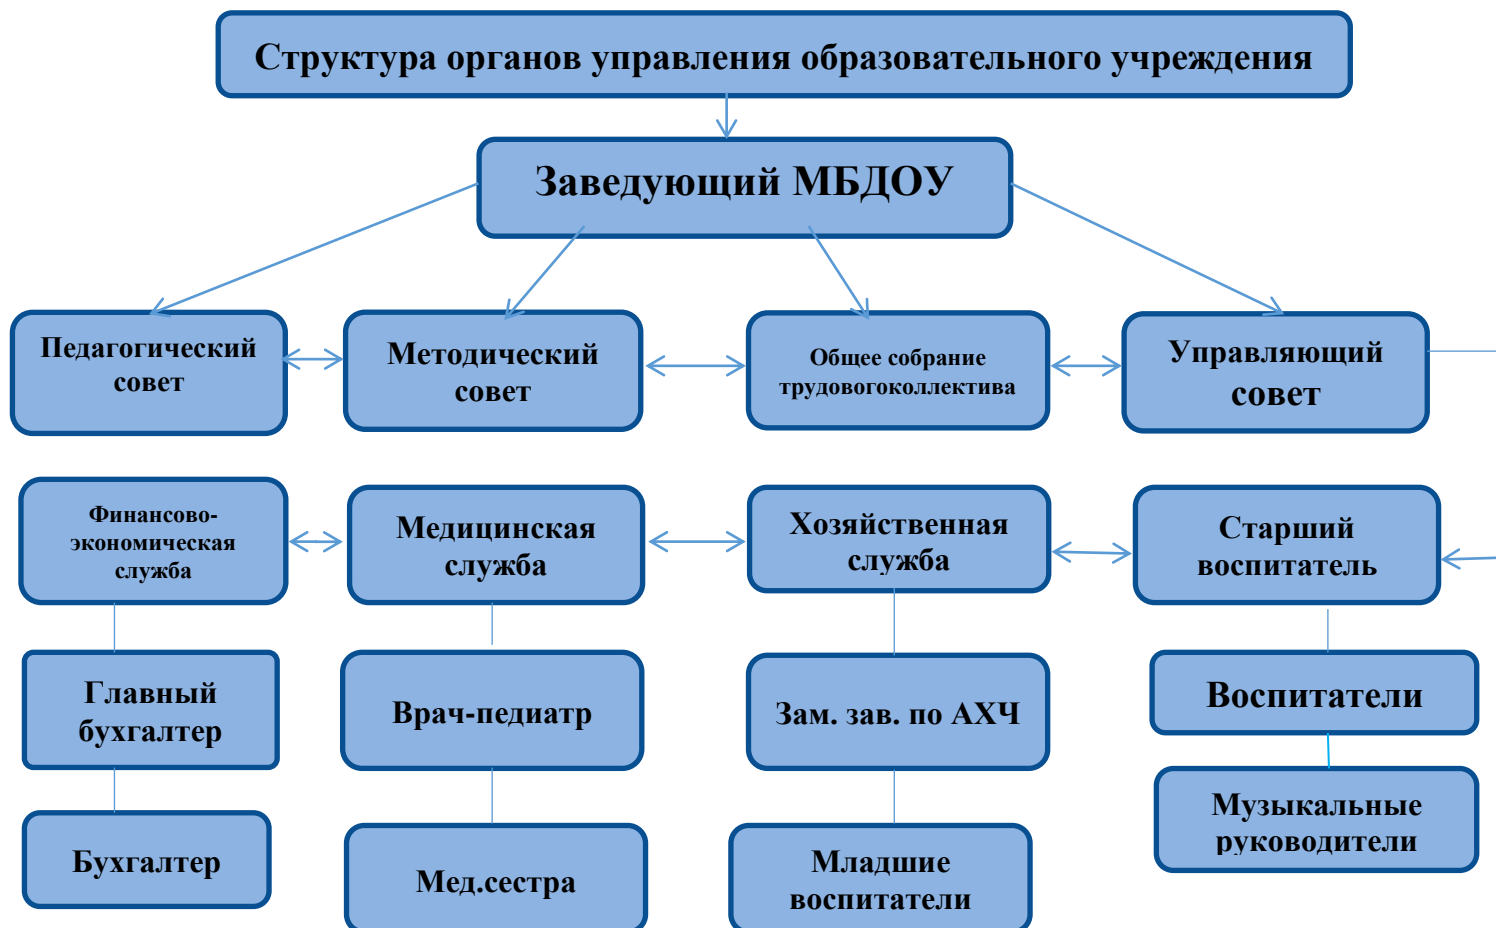 Структура органов управления образовательного учреждения
Заведующий МБДОУ
Педагогический
совет
Методический
совет
Общее собрание
трудовогоколлектива
Управляющий
совет
Финансово-
экономическая
служба
Медицинская
служба
Хозяйственная
служба
Старший
воспитатель
Главный
бухгалтер
Врач-педиатр
Зам. зав. по АХЧ
Воспитатели
Бухгалтер
Мед.сестра
Младшие
воспитатели
Музыкальные
руководители